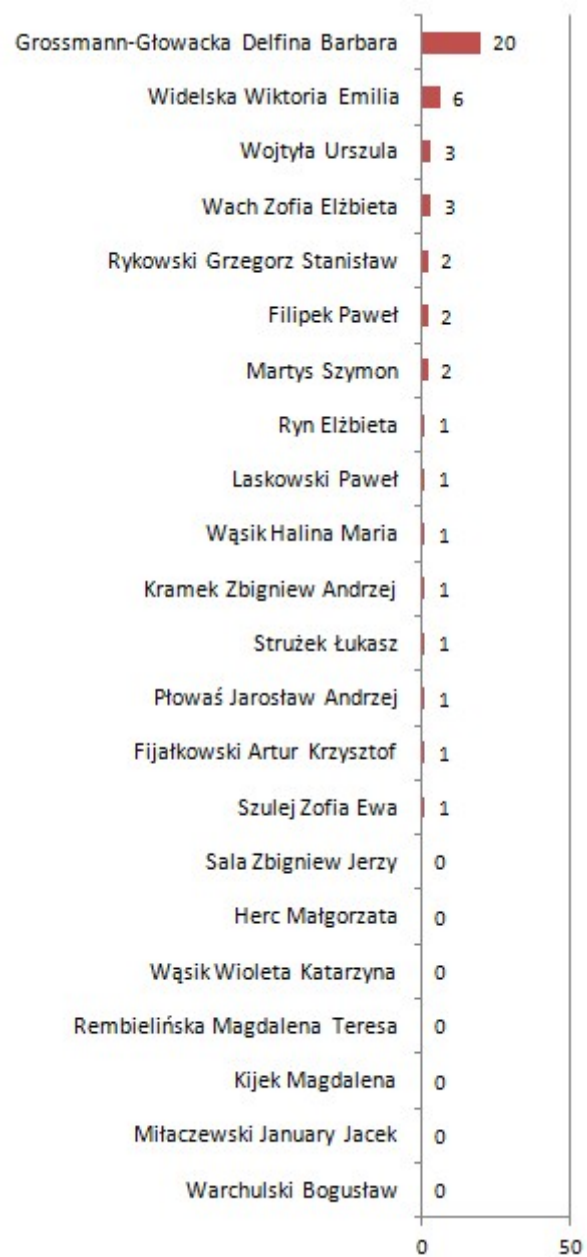 Grossmann-Głowacka Delfina Barbara 20
Widelska Wiktoria Emilia 6
Wojtyła Urszula 3
Wach Zofia Elżbieta 3
Rykowski Grzegorz Stanisław 2
Filipek Paweł 2
Martys Szymon 2
Ryn Elżbieta 1
Laskowski Paweł 1
Wąsik Halina Maria 1
Kramek Zbigniew Andrzej 1
Strużek Łukasz 1
Płowaś Jarosław Andrzej 1
Fijałkowski Artur Krzysztof 1
Szulej Zofia Ewa 1
Sala Zbigniew Jerzy 0
Herc Małgorzata 0
Wąsik Wioleta Katarzyna 0
Rembielińska Magdalena Teresa 0
Kijek Magdalena 0
Miłaczewski January Jacek 0
Warchulski Bogusław 0
0 50